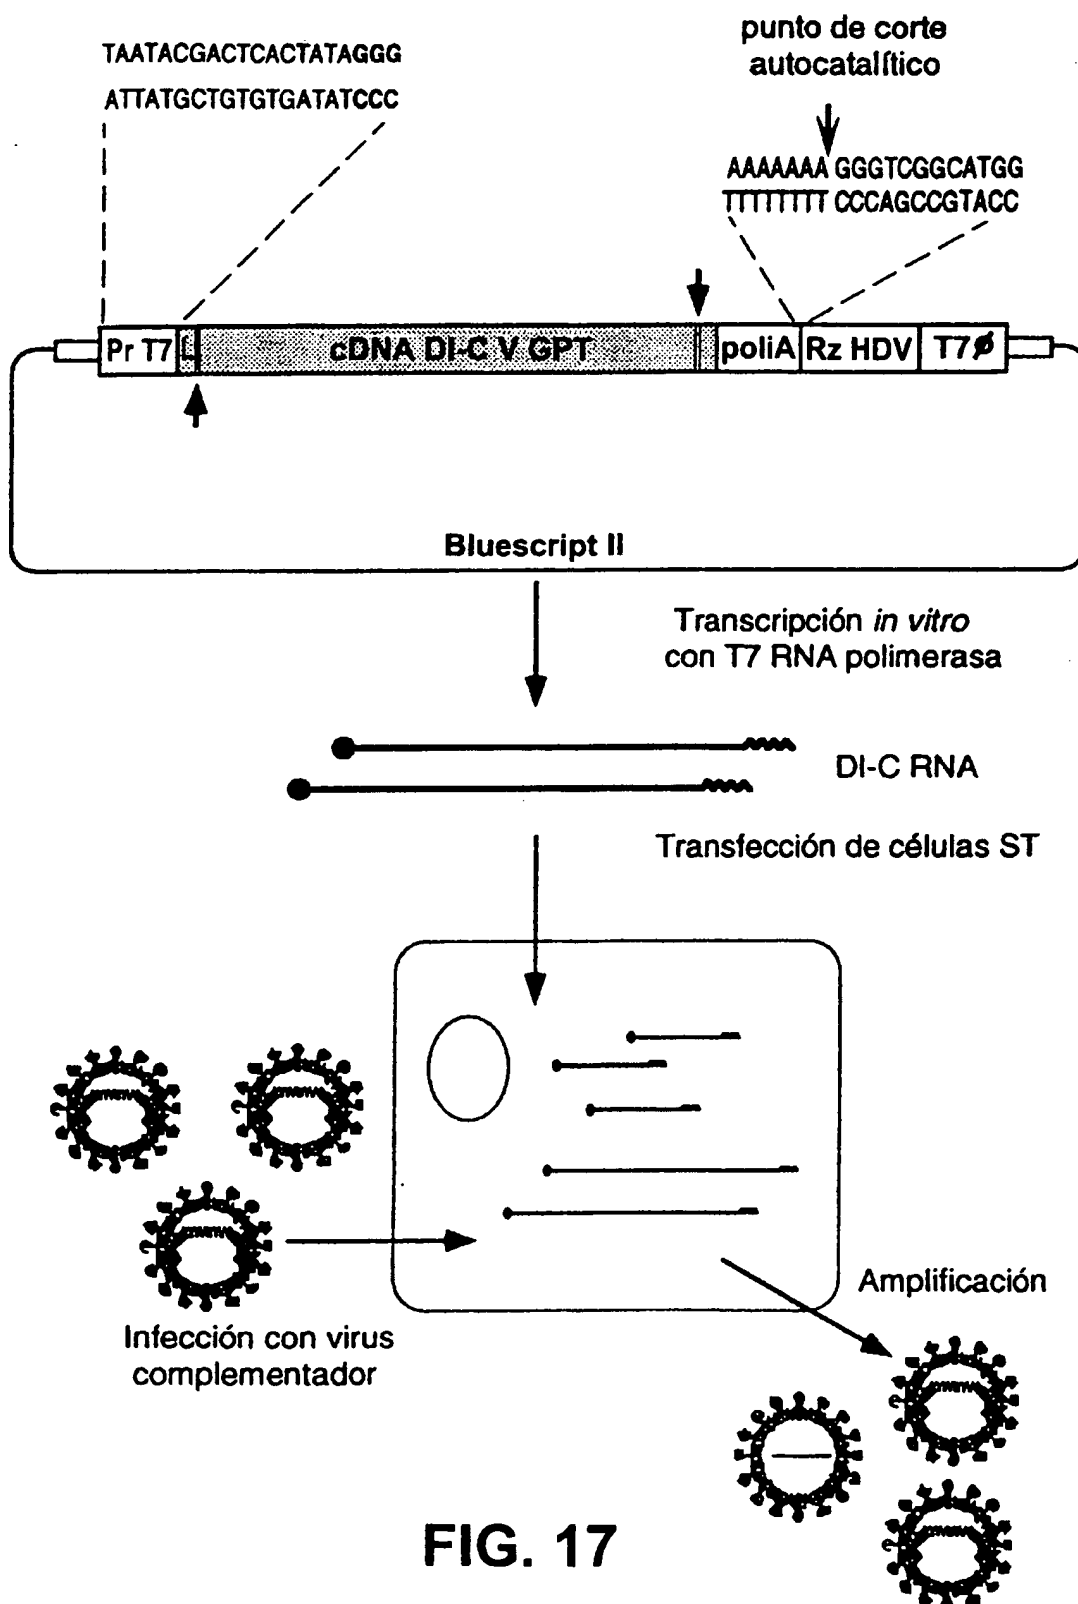 punto de corte
autocatalítico
TAATACGACTCACTATAGGG
ATTATGCTGTGTGATATCCC
AAAAAAA GGGTCGGCATGG
TTTTTTTT CCCAGCCGTACC
Pr T7 L cDNA DI-C V GPT poliA Rz HDV T7Ø
Bluescript II
Transcripción in vitro
con T7 RNA polimerasa
DI-C RNA
Transfección de células ST
Amplificación
Infección con virus
complementador
FIG. 17